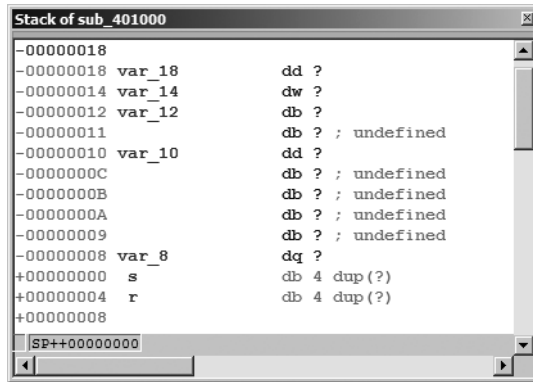 Stack of sub_401000
-00000018
-00000018 var_18 dd ?
-00000014 var_14 dw ?
-00000012 var_12 db ?
-00000011 db ? ; undefined
-00000010 var_10 dd ?
-0000000C db ? ; undefined
-0000000B db ? ; undefined
-0000000A db ? ; undefined
-00000009 db ? ; undefined
-00000008 var_8 dq ?
+00000000 s db 4 dup(?)
+00000004 r db 4 dup(?)
+00000008
SP++00000000